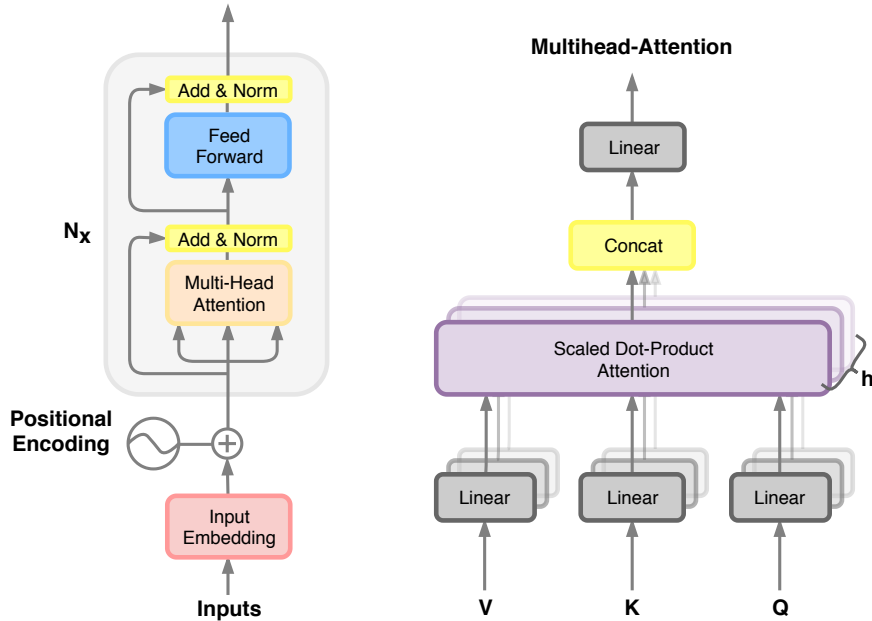 Add & Norm
Feed
Forward
Nx
Add & Norm
Multi-Head
Attention
Positional
Encoding
Input
Embedding
Inputs
Multihead-Attention
Linear
Concat
Scaled Dot-Product
Attention
h
Linear
Linear
Linear
V
K
Q